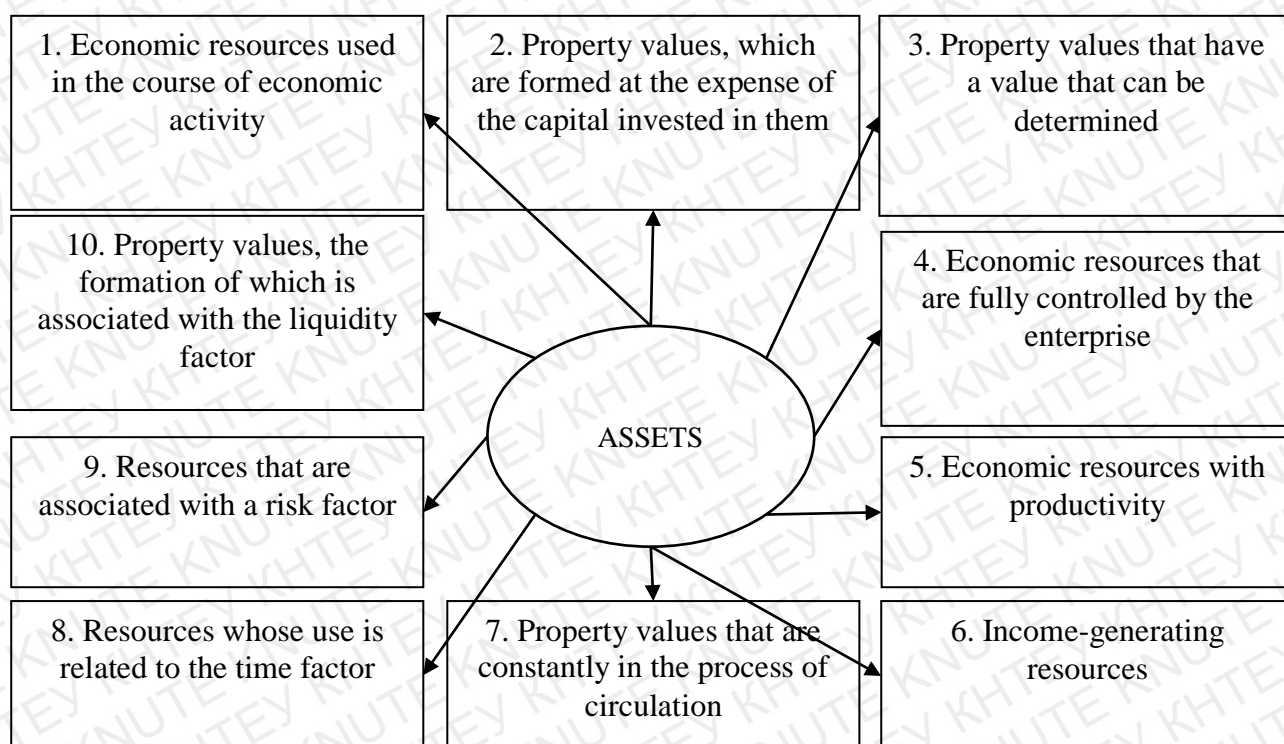 1. Economic resources used
in the course of economic
activity
2. Property values, which
are formed at the expense of
the capital invested in them
3. Property values that have
a value that can be
determined
10. Property values, the
formation of which is
associated with the liquidity
factor
4. Economic resources that
are fully controlled by the
enterprise
ASSETS
9. Resources that are
associated with a risk factor
5. Economic resources with
productivity
8. Resources whose use is
related to the time factor
7. Property values that are
constantly in the process of
circulation
6. Income-generating
resources